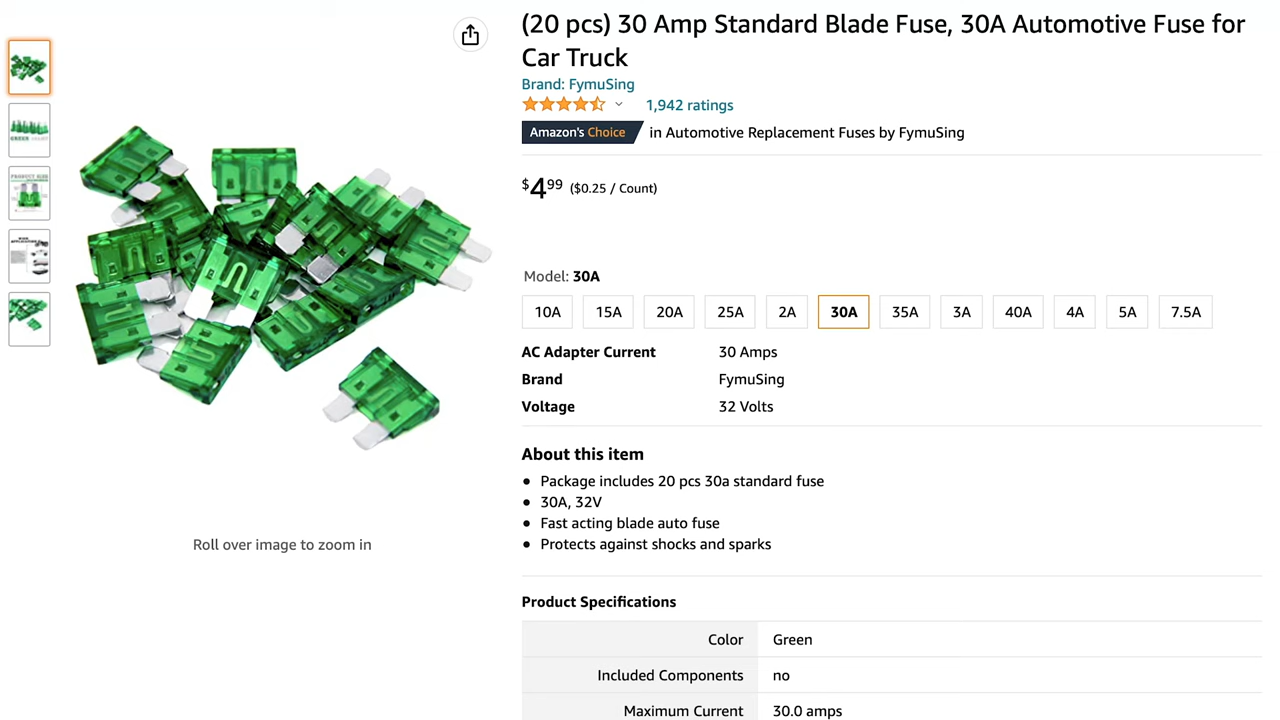 (20 pcs) 30 Amp Standard Blade Fuse, 30A Automotive Fuse for
Car Truck
Brand: FymuSing
1,942 ratings
Amazon's Choice in Automotive Replacement Fuses by FymuSing
$4.99 ($0.25 / Count)
Model: 30A
10A 15A 20A 25A 2A 30A 35A 3A 40A 4A 5A 7.5A
AC Adapter Current 30 Amps
Brand FymuSing
Voltage 32 Volts
About this item
• Package includes 20 pcs 30a standard fuse
• 30A, 32V
• Fast acting blade auto fuse
• Protects against shocks and sparks
Roll over image to zoom in
Product Specifications
Color Green
Included Components no
Maximum Current 30.0 amps